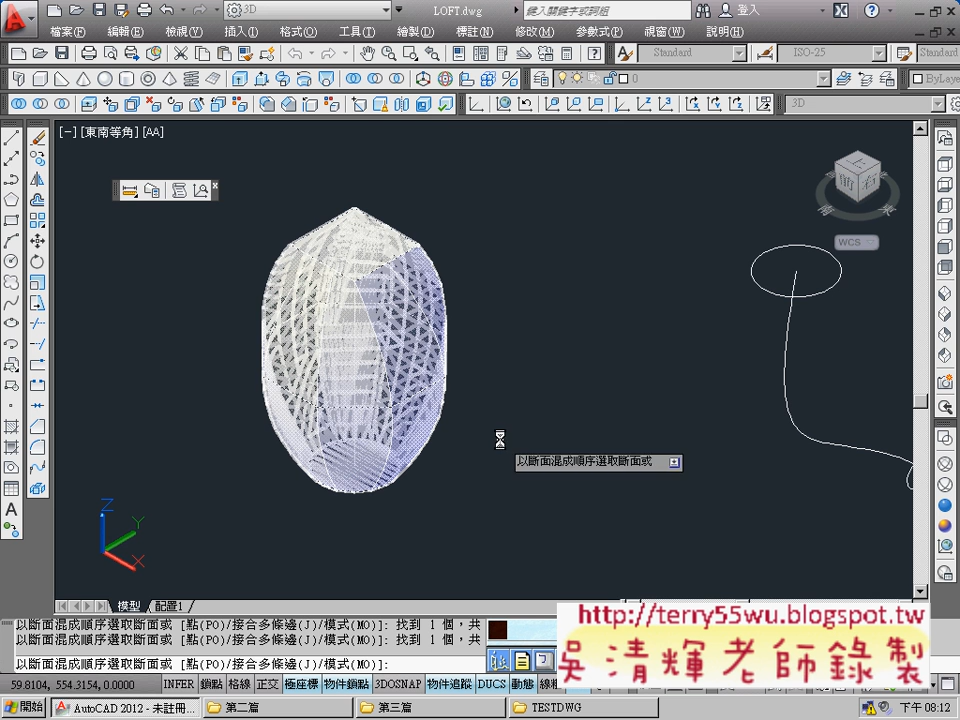 3D
LOFT.dwg
鍵入關鍵字或詞組
登入
檔案(F) 編輯(E) 檢視(V) 插入(I) 格式(O) 工具(T) 繪製(D) 標註(N) 修改(M) 參數式(P) 視窗(W) 說明(H)
Standard
ISO-25
Standard
0
ByLaye
3D
[−] [東南等角] [AA]
上
前 右
南 東
WCS
以斷面混成順序選取斷面或
Z
Y
X
模型 配置1
以斷面混成順序選取斷面或 [點(PO)/接合多條邊(J)/模式(MO)]: 找到 1 個，共
以斷面混成順序選取斷面或 [點(PO)/接合多條邊(J)/模式(MO)]: 找到 1 個，共
以斷面混成順序選取斷面或 [點(PO)/接合多條邊(J)/模式(MO)]:
http://terry55wu.blogspot.tw
吳清輝老師錄製
59.8104, 554.3154, 0.0000
INFER 鎖點 格線 正交 極座標 物件鎖點 3DOSNAP 物件追蹤 DUCS 動態
開始
AutoCAD 2012 - 未註冊...
第二篇
第三篇
TESTDWG
下午 08:12